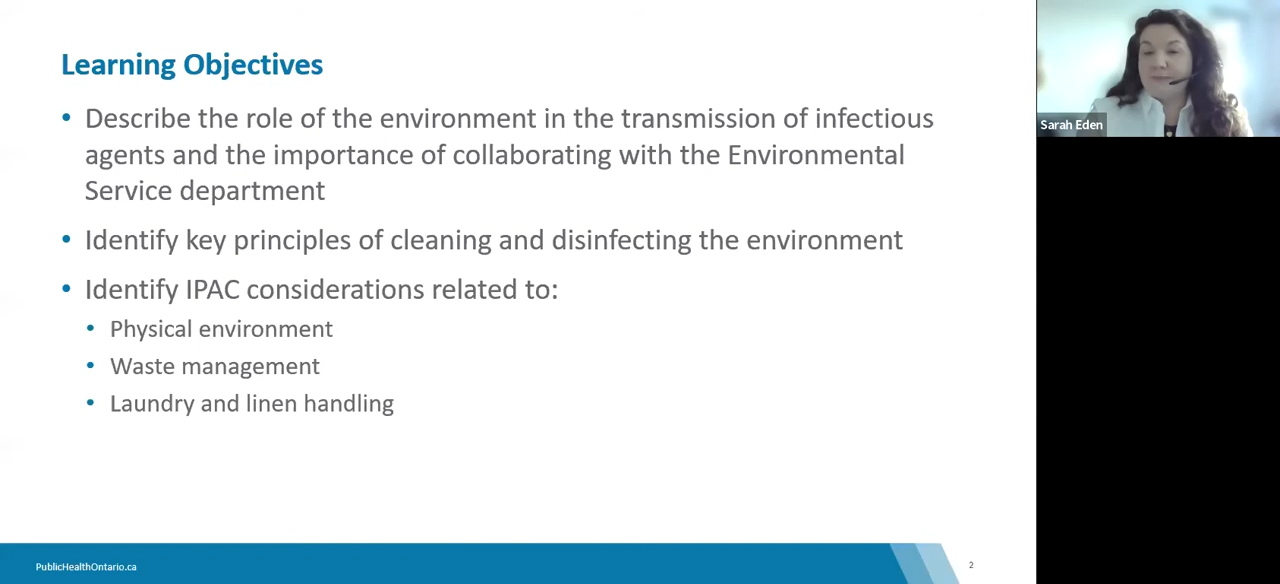 Learning Objectives
• Describe the role of the environment in the transmission of infectious
agents and the importance of collaborating with the Environmental
Service department
• Identify key principles of cleaning and disinfecting the environment
• Identify IPAC considerations related to:
• Physical environment
• Waste management
• Laundry and linen handling
PublicHealthOntario.ca
2
Sarah Eden